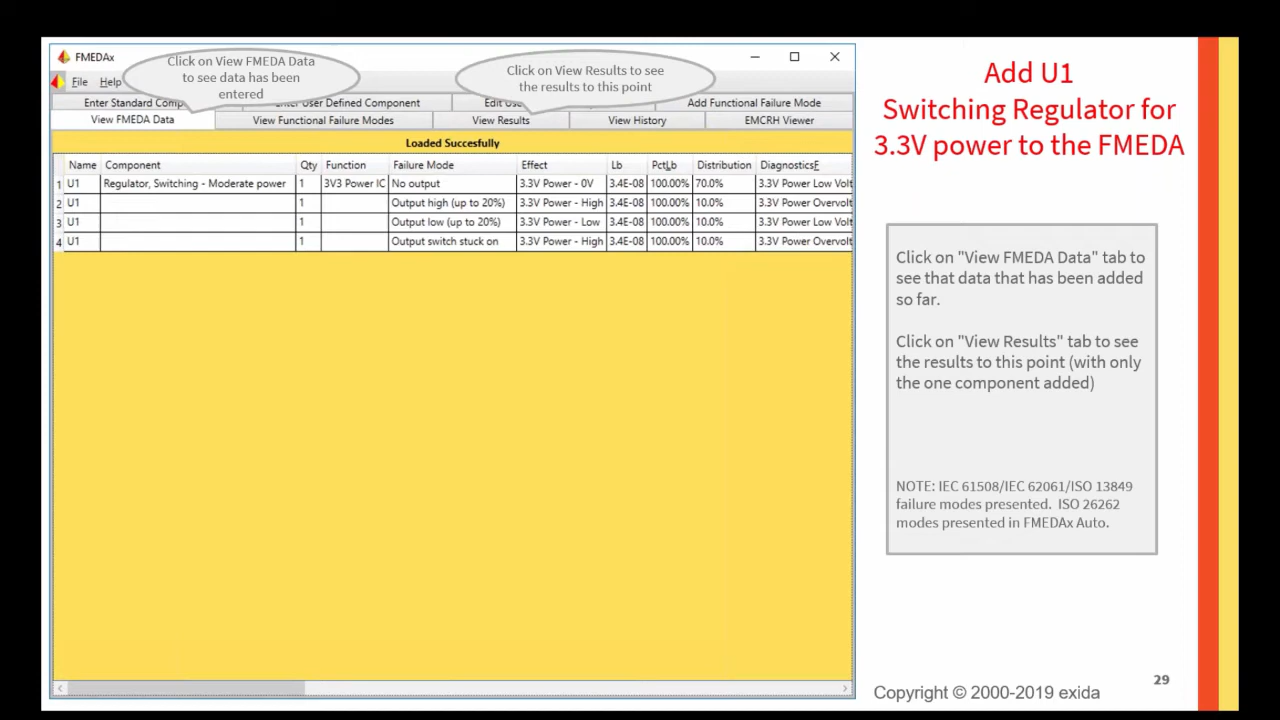 FMEDAx
Click on View FMEDA Data
to see data has been
entered
Click on View Results to see
the results to this point
File Help
Enter Standard Comp
ter User Defined Component
Edit Use
Add Functional Failure Mode
View FMEDA Data
View Functional Failure Modes
View Results
View History
EMCRH Viewer
Loaded Succesfully
Name Component Qty Function Failure Mode Effect Lb PctLb Distribution DiagnosticsF
1 U1 Regulator, Switching - Moderate power 1 3V3 Power IC No output 3.3V Power - 0V 3.4E-08 100.00% 70.0% 3.3V Power Low Volt
2 U1 1 Output high (up to 20%) 3.3V Power - High 3.4E-08 100.00% 10.0% 3.3V Power Overvolt
3 U1 1 Output low (up to 20%) 3.3V Power - Low 3.4E-08 100.00% 10.0% 3.3V Power Low Volt
4 U1 1 Output switch stuck on 3.3V Power - High 3.4E-08 100.00% 10.0% 3.3V Power Overvolt
Add U1
Switching Regulator for
3.3V power to the FMEDA
Click on "View FMEDA Data" tab to
see that data that has been added
so far.
Click on "View Results" tab to see
the results to this point (with only
the one component added)
NOTE: IEC 61508/IEC 62061/ISO 13849
failure modes presented. ISO 26262
modes presented in FMEDAx Auto.
29
Copyright © 2000-2019 exida